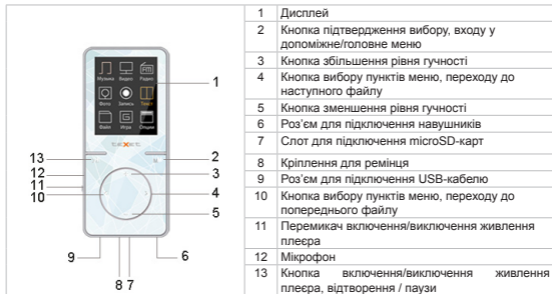 Музыка Видео Радио
Фото Запись Текст
Файл Игра Опции
texet
1
13
2
12
3
11
4
10
5
9
6
8 7
1 Дисплей
2 Кнопка підтвердження вибору, входу у
допоміжне/головне меню
3 Кнопка збільшення рівня гучності
4 Кнопка вибору пунктів меню, переходу до
наступного файлу
5 Кнопка зменшення рівня гучності
6 Роз’єм для підключення навушників
7 Слот для підключення microSD-карт
8 Кріплення для ремінця
9 Роз’єм для підключення USB-кабелю
10 Кнопка вибору пунктів меню, переходу до
попереднього файлу
11 Перемикач включення/виключення живлення
плеєра
12 Мікрофон
13 Кнопка включення/виключення живлення
плеєра, відтворення / паузи